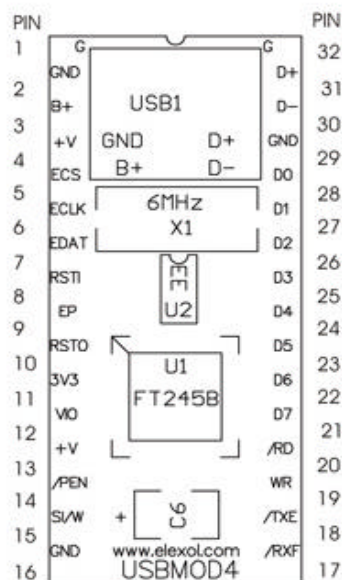 PIN PIN
1 G G 32
GND D+
2 31
B+ USB1 D-
3 30
+V GND D+ GND
4 B+ D- 29
ECS D0
5 28
ECLK 6MHz D1
6 X1 27
EDAT D2
7 26
RSTI EE D3
8 25
EP U2 D4
9 24
RSTO D5
10 U1 23
3V3 D6
11 FT245B 22
VIO D7
12 21
+V /RD
13 20
/PEN WR
14 19
SI/W + C6 /TXE
15 18
GND www.elexol.com /RXF
16 USBMOD4 17